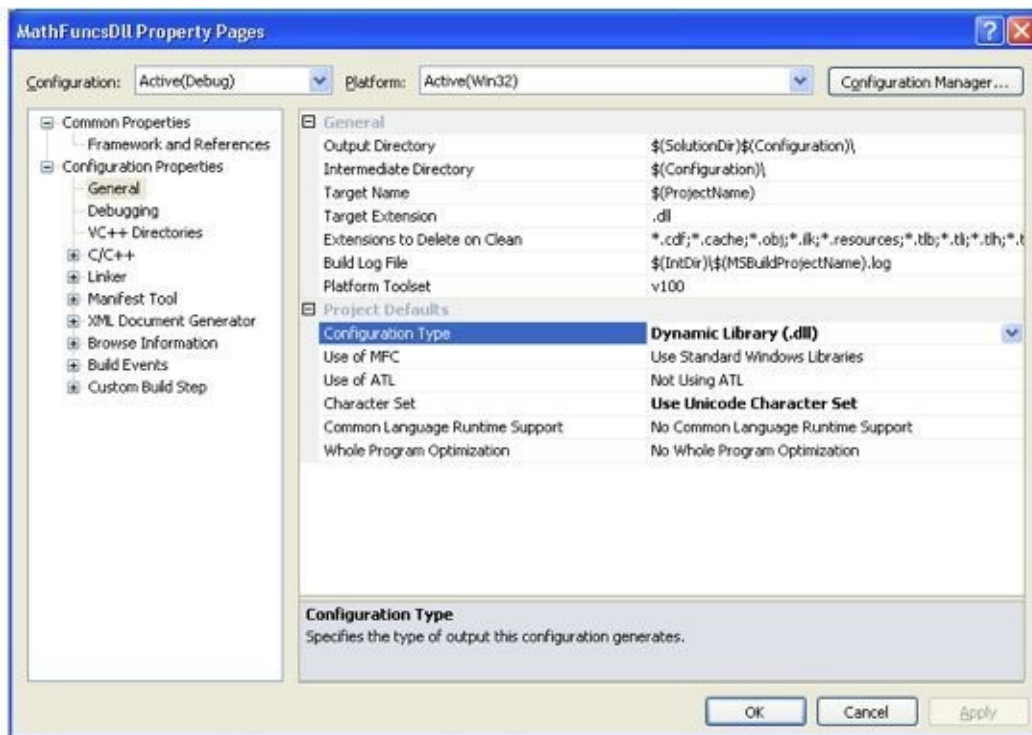 MathFuncsDll Property Pages
Configuration: Active(Debug) Platform: Active(Win32) Configuration Manager...
Common Properties
Framework and References
Configuration Properties
General
Debugging
VC++ Directories
C/C++
Linker
Manifest Tool
XML Document Generator
Browse Information
Build Events
Custom Build Step
General
Output Directory $(SolutionDir)$(Configuration)\
Intermediate Directory $(Configuration)\
Target Name $(ProjectName)
Target Extension .dll
Extensions to Delete on Clean *.cdf;*.cache;*.obj;*.ilk;*.resources;*.tlb;*.tli;*.tlh;*.t
Build Log File $(IntDir)\$(MSBuildProjectName).log
Platform Toolset v100
Project Defaults
Configuration Type Dynamic Library (.dll)
Use of MFC Use Standard Windows Libraries
Use of ATL Not Using ATL
Character Set Use Unicode Character Set
Common Language Runtime Support No Common Language Runtime Support
Whole Program Optimization No Whole Program Optimization
Configuration Type
Specifies the type of output this configuration generates.
OK Cancel Apply